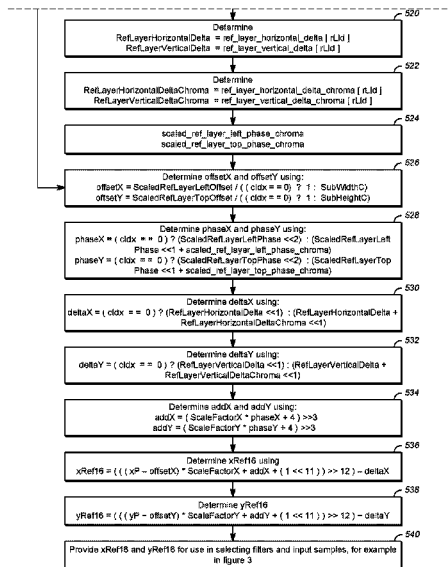 520
Determine
RefLayerHorizontalDelta = ref_layer_horizontal_delta [ rLId ]
RefLayerVerticalDelta = ref_layer_vertical_delta [ rLId ]
522
Determine
RefLayerHorizontalDeltaChroma = ref_layer_horizontal_delta_chroma [ rLId ]
RefLayerVerticalDeltaChroma = ref_layer_vertical_delta_chroma [ rLId ]
524
scaled_ref_layer_left_phase_chroma
scaled_ref_layer_top_phase_chroma
526
Determine offsetX and offsetY using:
offsetX = ScaledRefLayerLeftOffset / ( ( cIdx == 0) ? 1 : SubWidthC)
offsetY = ScaledRefLayerTopOffset / ( ( cIdx == 0) ? 1 : SubHeightC)
528
Determine phaseX and phaseY using:
phaseX = ( cIdx == 0 ) ? (ScaledRefLayerLeftPhase <<2) : (ScaledRefLayerLeft
Phase <<1 + scaled_ref_layer_left_phase_chroma)
phaseY = ( cIdx == 0 ) ? (ScaledRefLayerTopPhase <<2) : (ScaledRefLayerTop
Phase <<1 + scaled_ref_layer_top_phase_chroma)
530
Determine deltaX using:
deltaX = ( cIdx == 0 ) ? (RefLayerHorizontalDelta <<1) : (RefLayerHorizontalDelta +
RefLayerHorizontalDeltaChroma <<1)
532
Determine deltaY using:
deltaY = ( cIdx == 0 ) ? (RefLayerVerticalDelta <<1) : (RefLayerVerticalDelta +
RefLayerVerticalDeltaChroma <<1)
534
Determine addX and addY using:
addX = ( ScaleFactorX * phaseX + 4 ) >>3
addY = ( ScaleFactorY * phaseY + 4 ) >>3
536
Determine xRef16 using
xRef16 = ( ( ( xP – offsetX) * ScaleFactorX + addX + ( 1 << 11 ) ) >> 12 ) – deltaX
538
Determine yRef16
yRef16 = ( ( ( yP – offsetY) * ScaleFactorY + addY + ( 1 << 11 ) ) >> 12 ) – deltaY
540
Provide xRef16 and yRef16 for use in selecting filters and input samples, for example
in figure 3